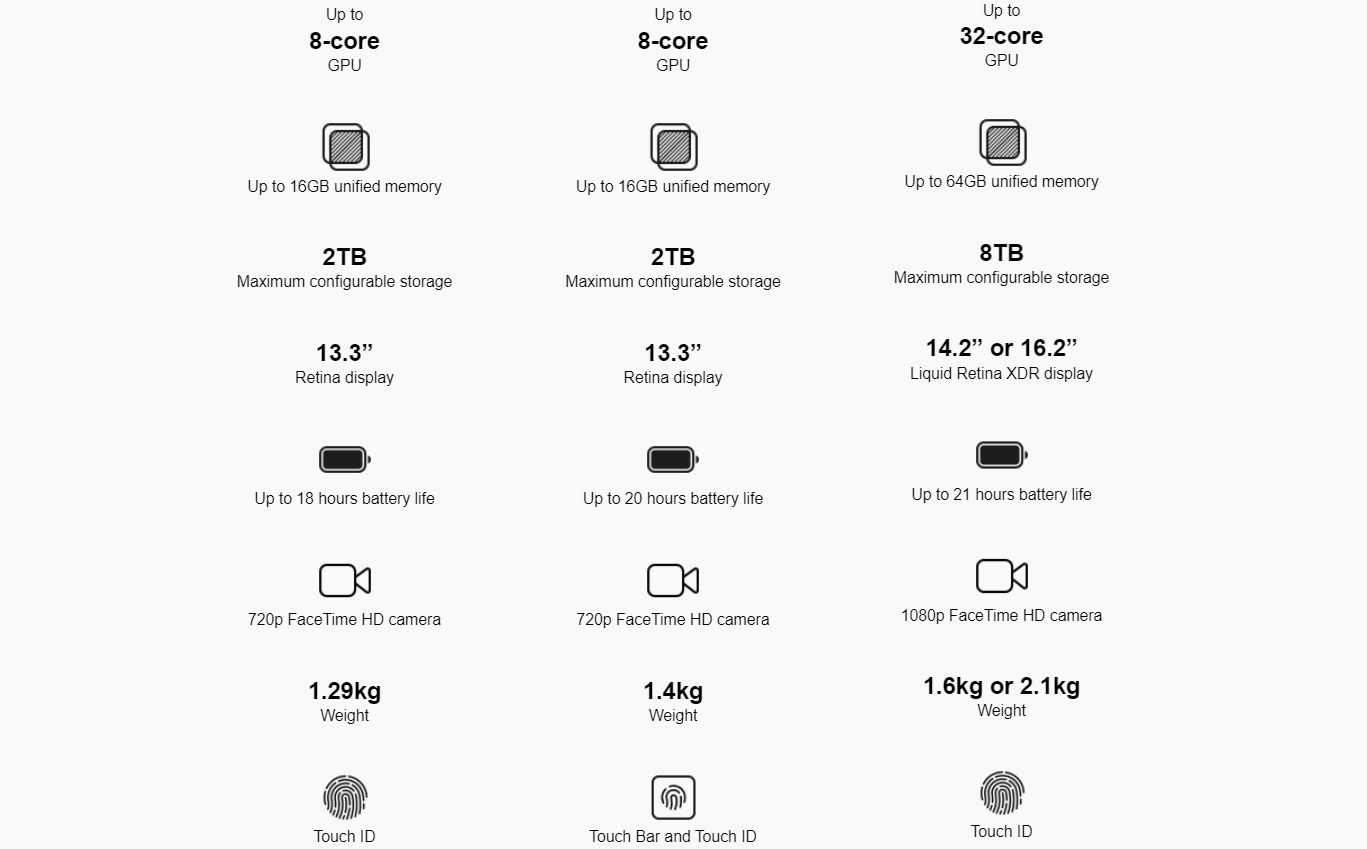 Up to
8-core
GPU
Up to
8-core
GPU
Up to
32-core
GPU
Up to 16GB unified memory
Up to 16GB unified memory
Up to 64GB unified memory
2TB
Maximum configurable storage
2TB
Maximum configurable storage
8TB
Maximum configurable storage
13.3”
Retina display
13.3”
Retina display
14.2” or 16.2”
Liquid Retina XDR display
Up to 18 hours battery life
Up to 20 hours battery life
Up to 21 hours battery life
720p FaceTime HD camera
720p FaceTime HD camera
1080p FaceTime HD camera
1.29kg
Weight
1.4kg
Weight
1.6kg or 2.1kg
Weight
Touch ID
Touch Bar and Touch ID
Touch ID